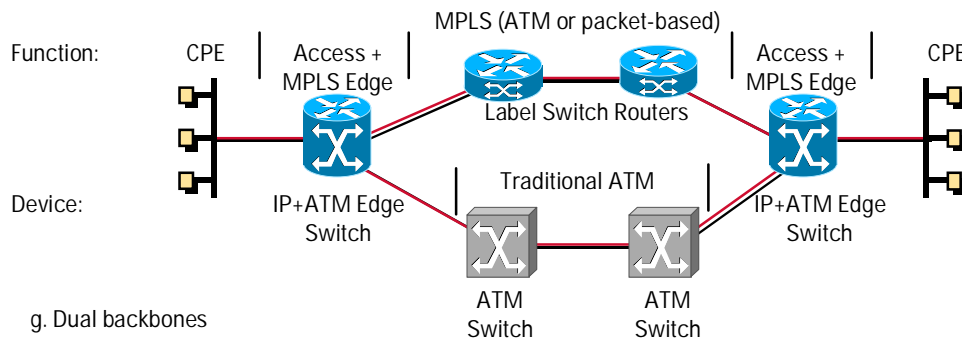 MPLS (ATM or packet-based)
Function:
CPE
Access +
MPLS Edge
Access +
MPLS Edge
CPE
Label Switch Routers
Traditional ATM
Device:
IP+ATM Edge
Switch
IP+ATM Edge
Switch
ATM
Switch
ATM
Switch
g. Dual backbones